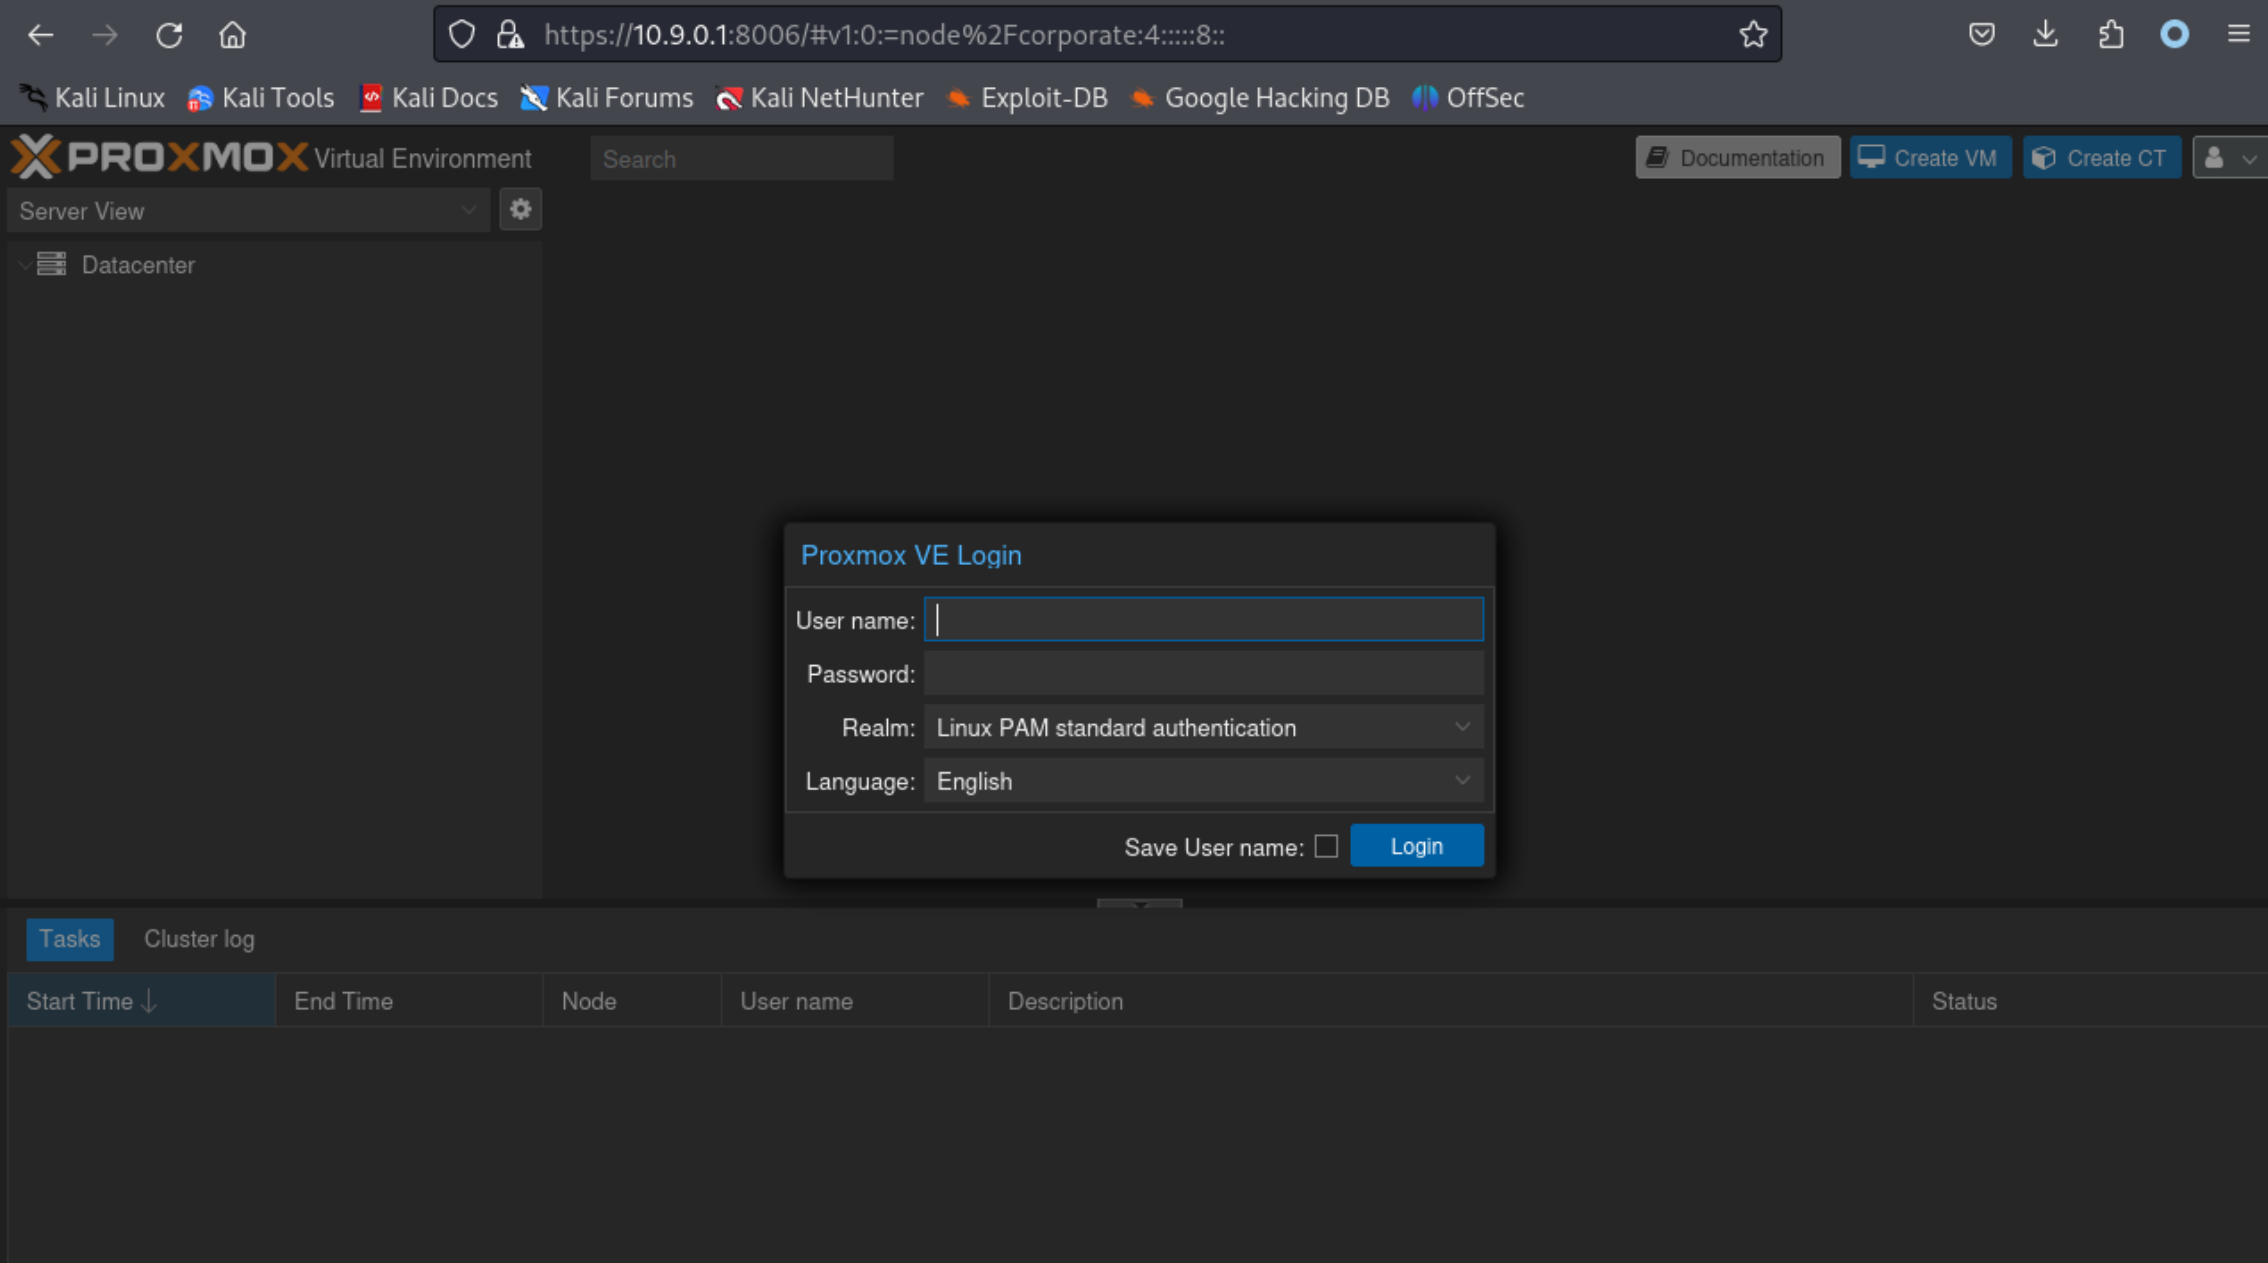 https://10.9.0.1:8006/#v1:0:=node%2Fcorporate:4:::::8::
Kali Linux Kali Tools Kali Docs Kali Forums Kali NetHunter Exploit-DB Google Hacking DB OffSec
PROXMOX Virtual Environment Search Documentation Create VM Create CT
Server View
Datacenter
Proxmox VE Login
User name:
Password:
Realm: Linux PAM standard authentication
Language: English
Save User name: Login
Tasks Cluster log
Start Time End Time Node User name Description Status